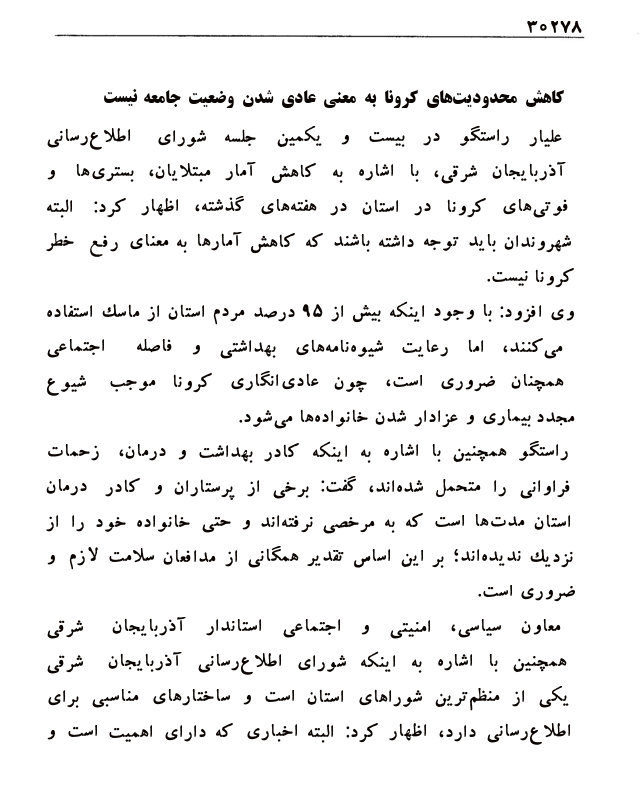 ۳۰۲۷۸
کاهش محدودیت‌های کرونا به معنی عادی شدن وضعیت جامعه نیست
علیار راستگو در بیست و یکمین جلسه شورای اطلاع‌رسانی
آذربایجان شرقی، با اشاره به کاهش آمار مبتلایان، بستری‌ها و
فوتی‌های کرونا در استان در هفته‌های گذشته، اظهار کرد: البته
شهروندان باید توجه داشته باشند که کاهش آمارها به معنای رفع خطر
کرونا نیست.
وی افزود: با وجود اینکه بیش از ۹۵ درصد مردم استان از ماسک استفاده
می‌کنند، اما رعایت شیوه‌نامه‌های بهداشتی و فاصله اجتماعی
همچنان ضروری است، چون عادی‌انگاری کرونا موجب شیوع
مجدد بیماری و عزادار شدن خانواده‌ها می‌شود.
راستگو همچنین با اشاره به اینکه کادر بهداشت و درمان، زحمات
فراوانی را متحمل شده‌اند، گفت: برخی از پرستاران و کادر درمان
استان مدت‌ها است که به مرخصی نرفته‌اند و حتی خانواده خود را از
نزدیک ندیده‌اند؛ بر این اساس تقدیر همگانی از مدافعان سلامت لازم و
ضروری است.
معاون سیاسی، امنیتی و اجتماعی استاندار آذربایجان شرقی
همچنین با اشاره به اینکه شورای اطلاع‌رسانی آذربایجان شرقی
یکی از منظم‌ترین شوراهای استان است و ساختارهای مناسبی برای
اطلاع‌رسانی دارد، اظهار کرد: البته اخباری که دارای اهمیت است و